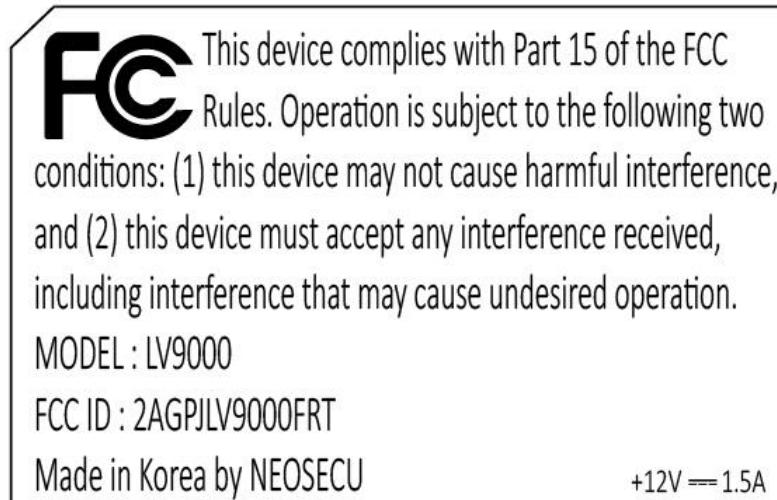 FC This device complies with Part 15 of the FCC
Rules. Operation is subject to the following two
conditions: (1) this device may not cause harmful interference,
and (2) this device must accept any interference received,
including interference that may cause undesired operation.
MODEL : LV9000
FCC ID : 2AGPJLV9000FRT
Made in Korea by NEOSECU +12V ⎓ 1.5A